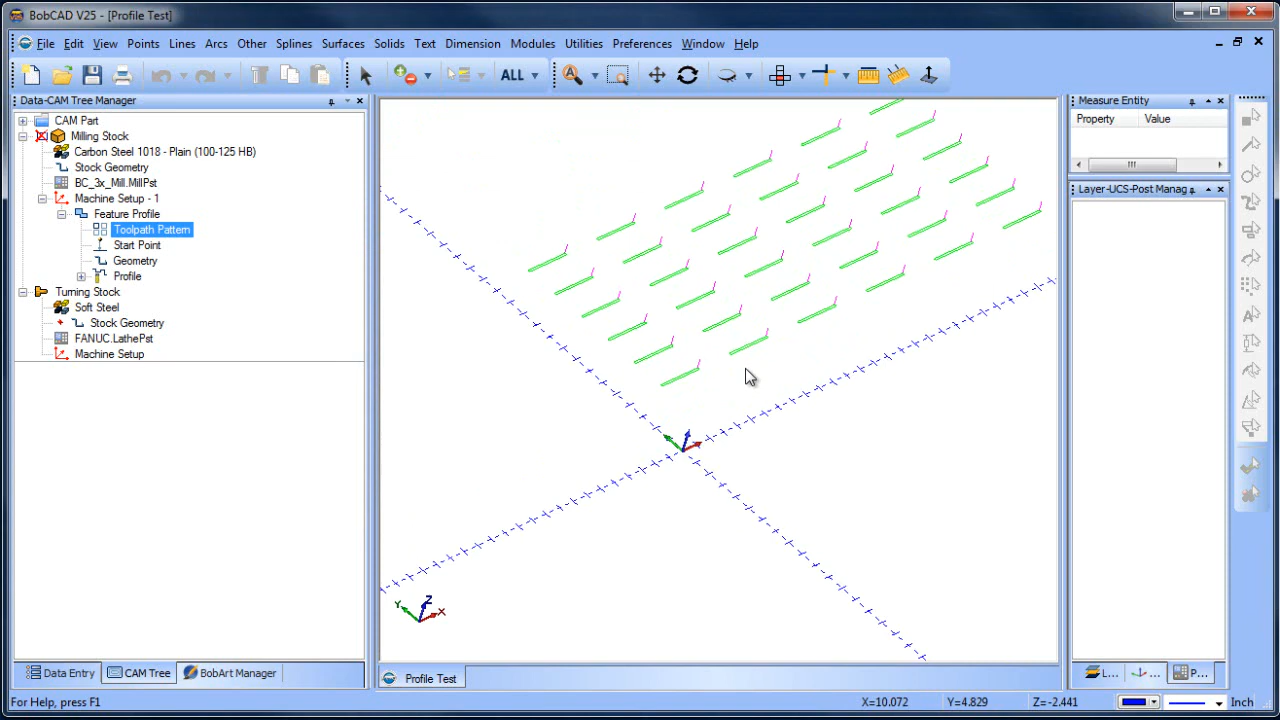 BobCAD V25 - [Profile Test]
File Edit View Points Lines Arcs Other Splines Surfaces Solids Text Dimension Modules Utilities Preferences Window Help
ALL
Data-CAM Tree Manager
CAM Part
Milling Stock
Carbon Steel 1018 - Plain (100-125 HB)
Stock Geometry
BC_3x_Mill.MillPst
Machine Setup - 1
Feature Profile
Toolpath Pattern
Start Point
Geometry
Profile
Turning Stock
Soft Steel
Stock Geometry
FANUC.LathePst
Machine Setup
Data Entry CAM Tree BobArt Manager
Z
Y X
Profile Test
Measure Entity
Property Value
Layer-UCS-Post Manag
L... ... P...
For Help, press F1 X=10.072 Y=4.829 Z=-2.441 Inch